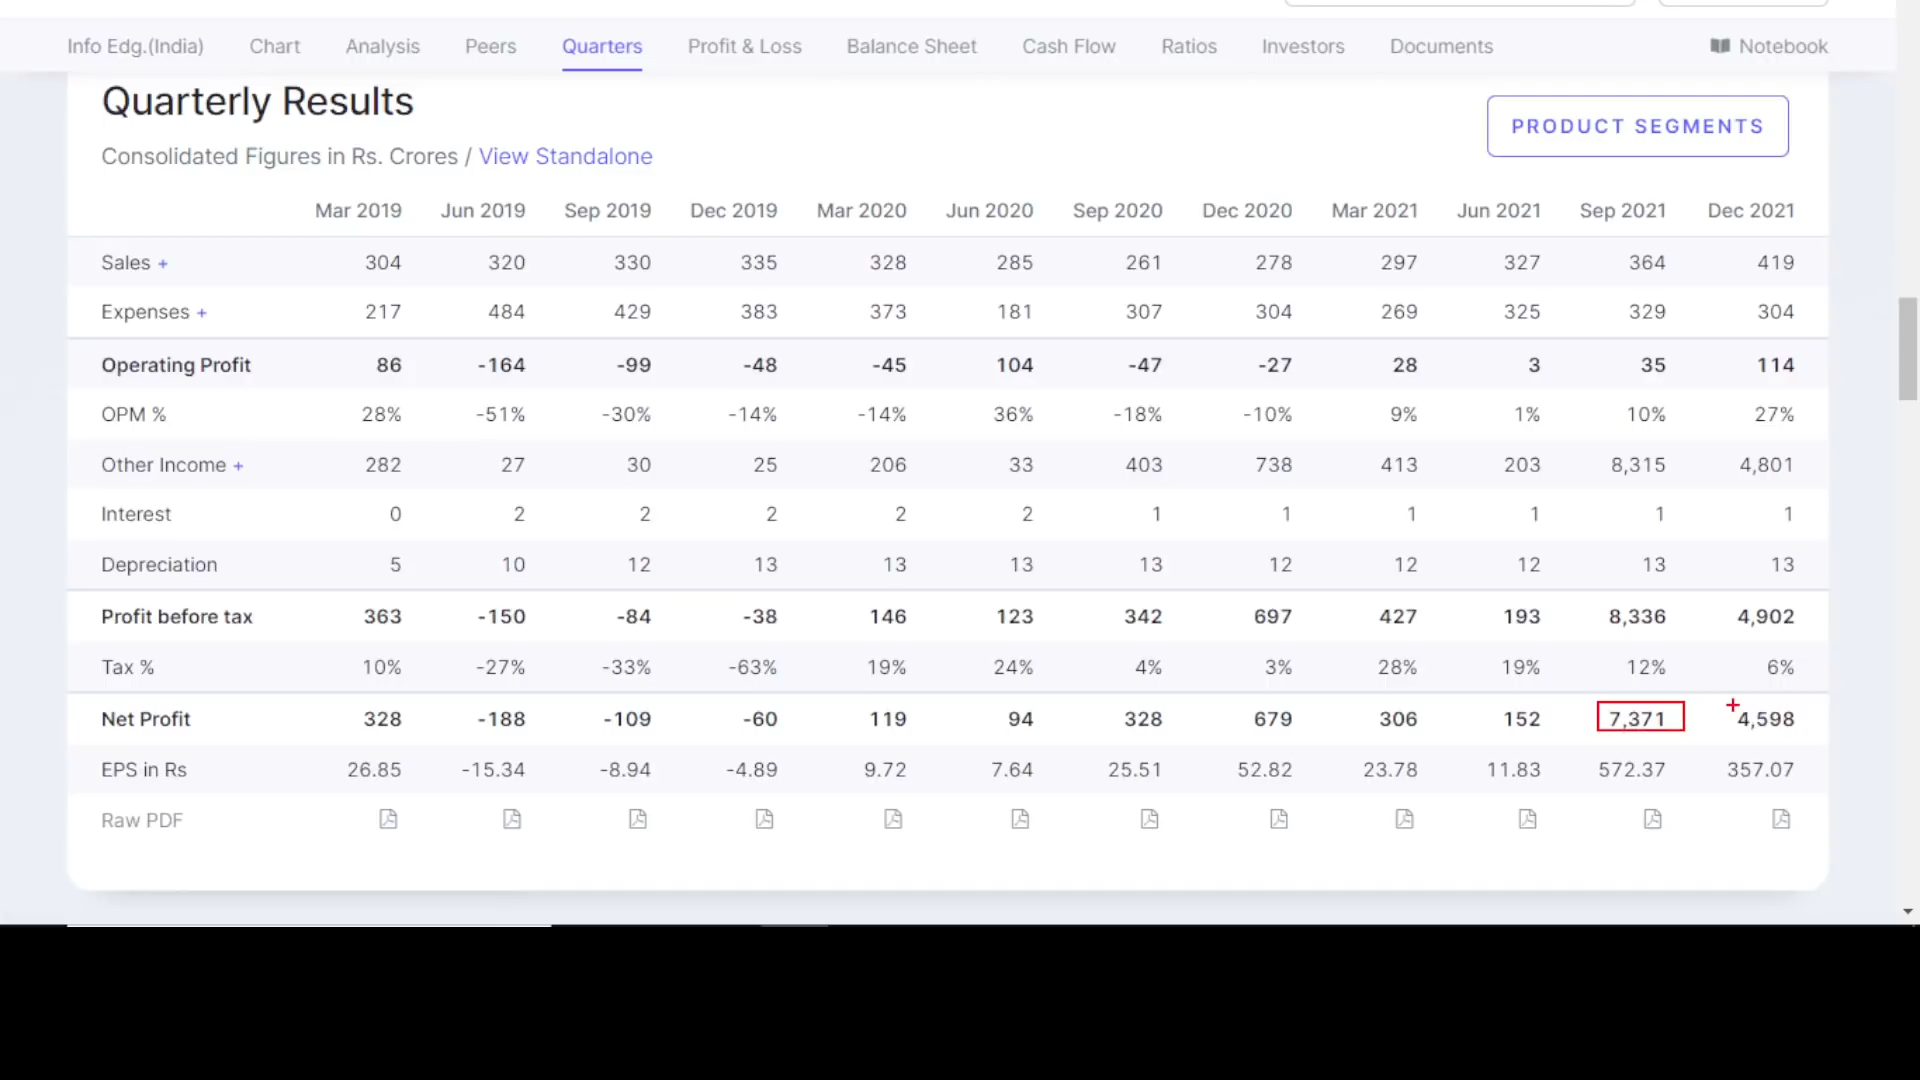 Info Edg.(India) Chart Analysis Peers Quarters Profit & Loss Balance Sheet Cash Flow Ratios Investors Documents Notebook
Quarterly Results
PRODUCT SEGMENTS
Consolidated Figures in Rs. Crores / View Standalone
Mar 2019 Jun 2019 Sep 2019 Dec 2019 Mar 2020 Jun 2020 Sep 2020 Dec 2020 Mar 2021 Jun 2021 Sep 2021 Dec 2021
Sales + 304 320 330 335 328 285 261 278 297 327 364 419
Expenses + 217 484 429 383 373 181 307 304 269 325 329 304
Operating Profit 86 -164 -99 -48 -45 104 -47 -27 28 3 35 114
OPM % 28% -51% -30% -14% -14% 36% -18% -10% 9% 1% 10% 27%
Other Income + 282 27 30 25 206 33 403 738 413 203 8,315 4,801
Interest 0 2 2 2 2 2 1 1 1 1 1 1
Depreciation 5 10 12 13 13 13 13 12 12 12 13 13
Profit before tax 363 -150 -84 -38 146 123 342 697 427 193 8,336 4,902
Tax % 10% -27% -33% -63% 19% 24% 4% 3% 28% 19% 12% 6%
Net Profit 328 -188 -109 -60 119 94 328 679 306 152 7,371 4,598
EPS in Rs 26.85 -15.34 -8.94 -4.89 9.72 7.64 25.51 52.82 23.78 11.83 572.37 357.07
Raw PDF